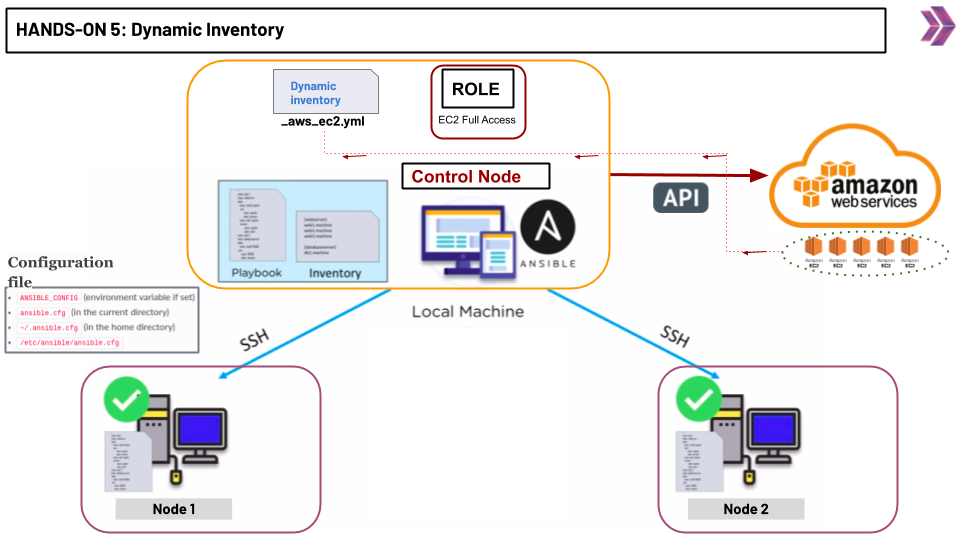 HANDS-ON 5: Dynamic Inventory
Dynamic
inventory
_aws_ec2.yml
ROLE
EC2 Full Access
Control Node
API
amazon
web services
Amazon
EC2
Amazon
EC2
Amazon
EC2
Amazon
EC2
Amazon
EC2
[webserver]
web1.machine
web2.machine
web3.machine
[databaseserver]
db1.machine
Playbook
Inventory
ANSIBLE
Local Machine
Configuration
file
ANSIBLE_CONFIG (environment variable if set)
ansible.cfg (in the current directory)
~/.ansible.cfg (in the home directory)
/etc/ansible/ansible.cfg
SSH
SSH
Node 1
Node 2